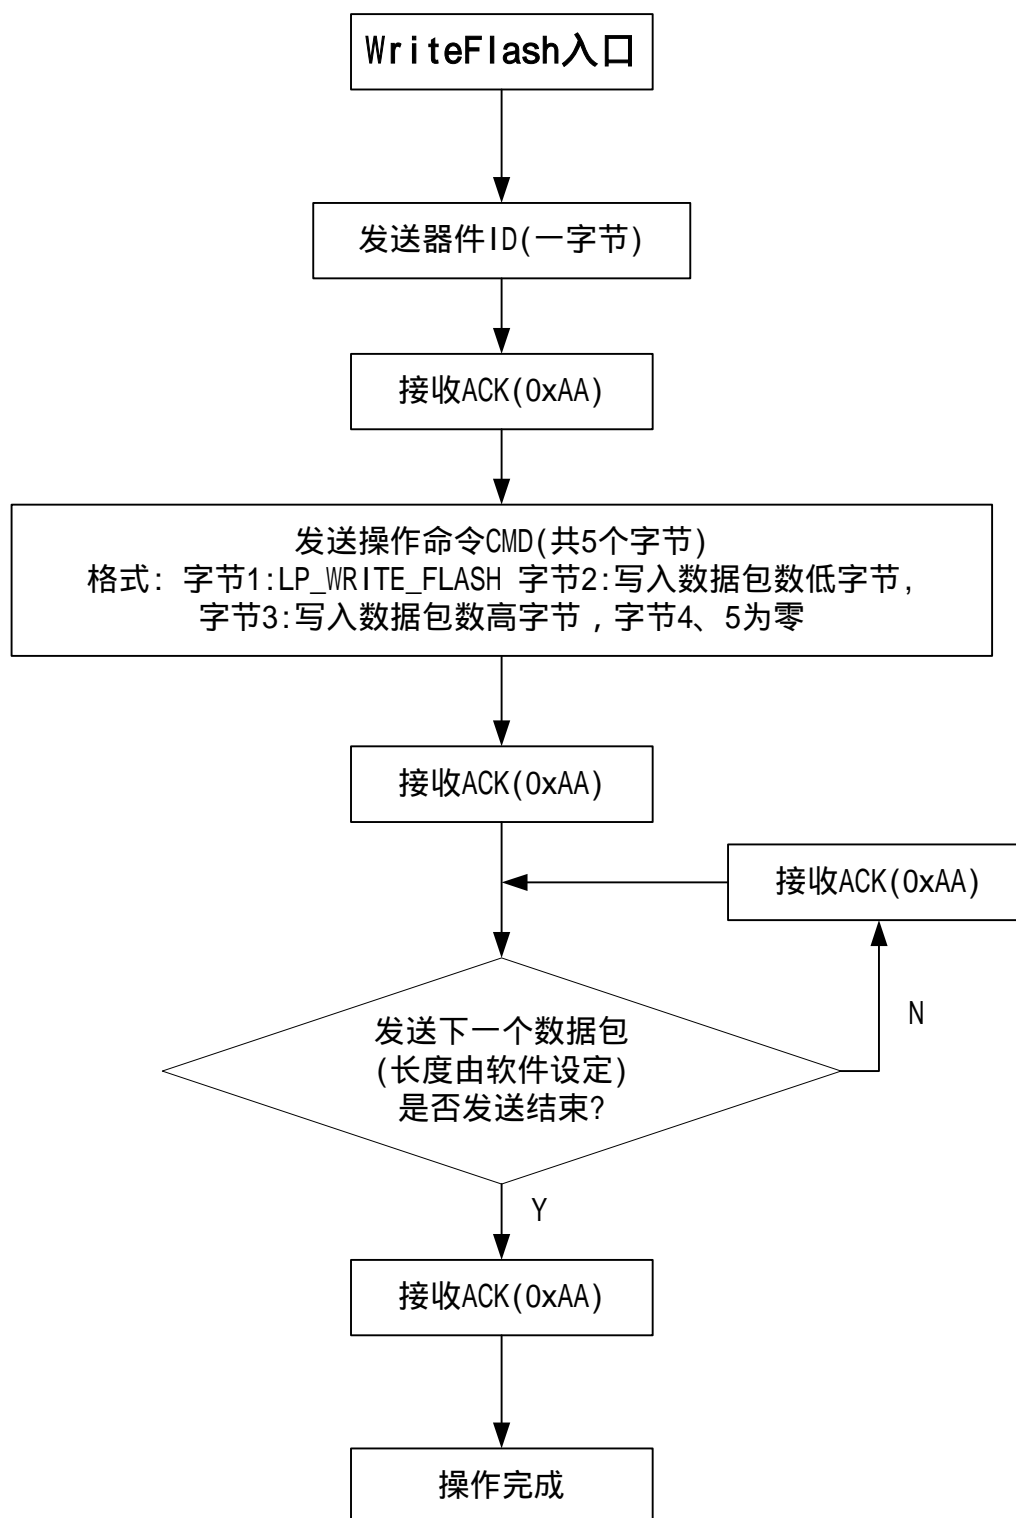 WriteFlash入口
发送器件ID(一字节)
接收ACK(0xAA)
发送操作命令CMD(共5个字节)
格式: 字节1:LP_WRITE_FLASH 字节2:写入数据包数低字节,
字节3:写入数据包数高字节,字节4、5为零
接收ACK(0xAA)
接收ACK(0xAA)
发送下一个数据包
(长度由软件设定)
是否发送结束?
N
Y
接收ACK(0xAA)
操作完成